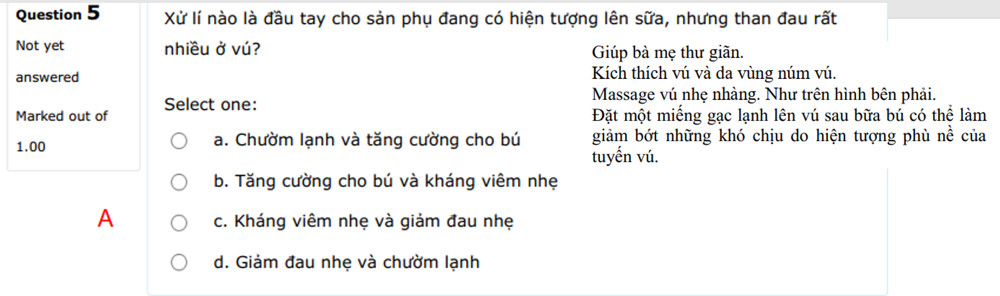 Question 5
Not yet
answered
Marked out of
1.00
A
Xử lí nào là đầu tay cho sản phụ đang có hiện tượng lên sữa, nhưng than đau rất
nhiều ở vú?
Select one:
a. Chườm lạnh và tăng cường cho bú
b. Tăng cường cho bú và kháng viêm nhẹ
c. Kháng viêm nhẹ và giảm đau nhẹ
d. Giảm đau nhẹ và chườm lạnh
Giúp bà mẹ thư giãn.
Kích thích vú và da vùng núm vú.
Massage vú nhẹ nhàng. Như trên hình bên phải.
Đặt một miếng gạc lạnh lên vú sau bữa bú có thể làm
giảm bớt những khó chịu do hiện tượng phù nề của
tuyến vú.